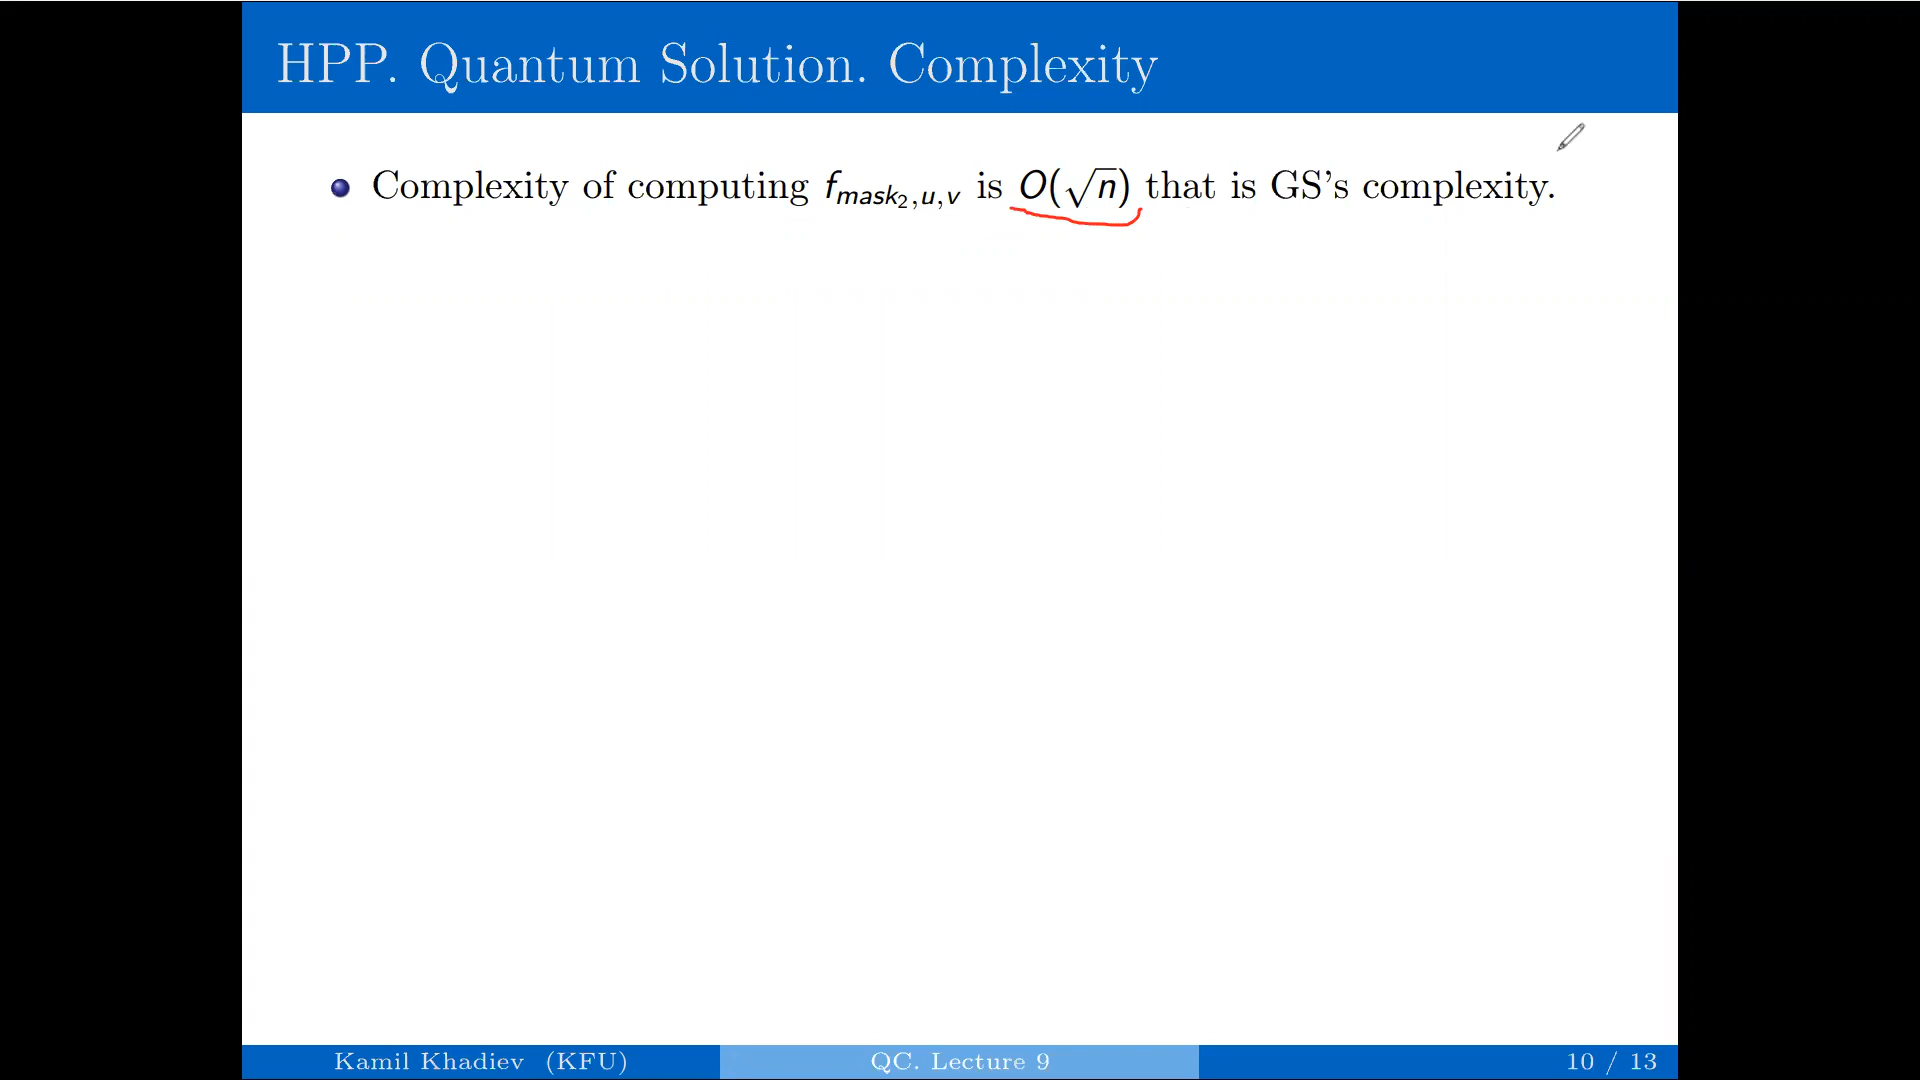 HPP. Quantum Solution. Complexity
Complexity of computing f_{mask_2,u,v} is O(√n) that is GS's complexity.
Kamil Khadiev (KFU)
QC. Lecture 9
10 / 13